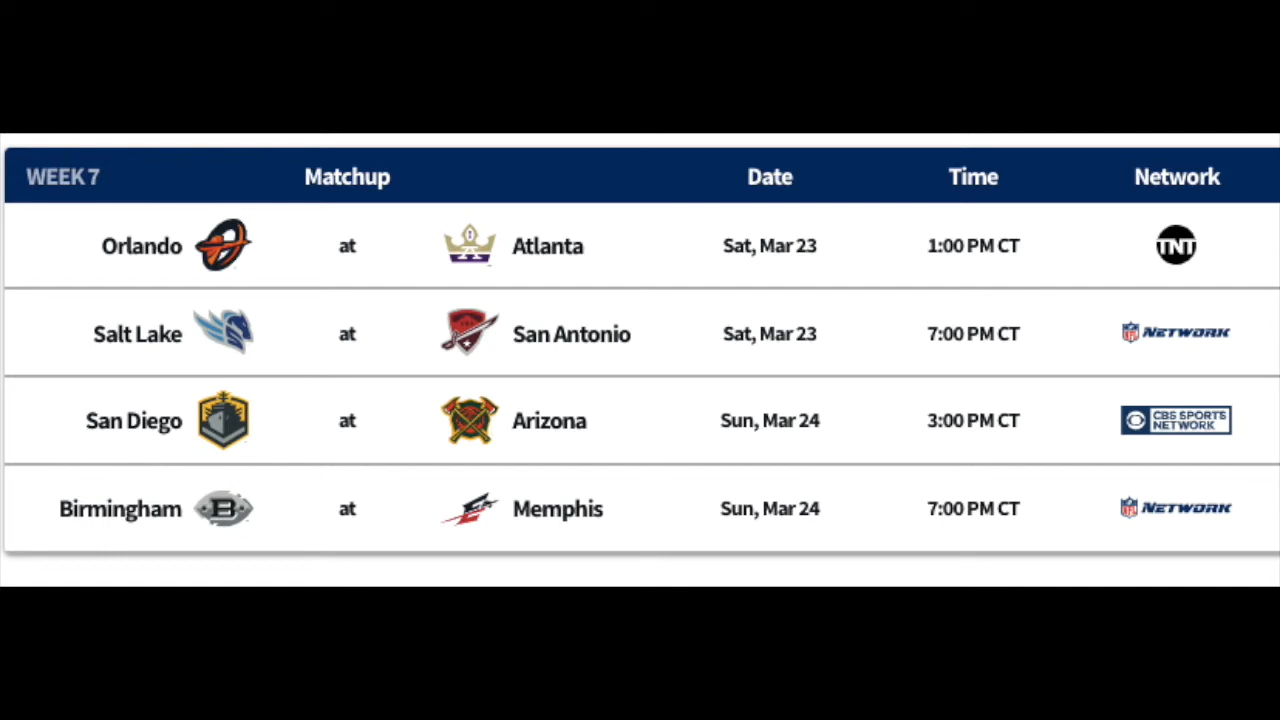 WEEK 7 Matchup Date Time Network
Orlando at Atlanta Sat, Mar 23 1:00 PM CT TNT
Salt Lake at San Antonio Sat, Mar 23 7:00 PM CT NFL NETWORK
San Diego at Arizona Sun, Mar 24 3:00 PM CT CBS SPORTS NETWORK
Birmingham B at Memphis Sun, Mar 24 7:00 PM CT NFL NETWORK